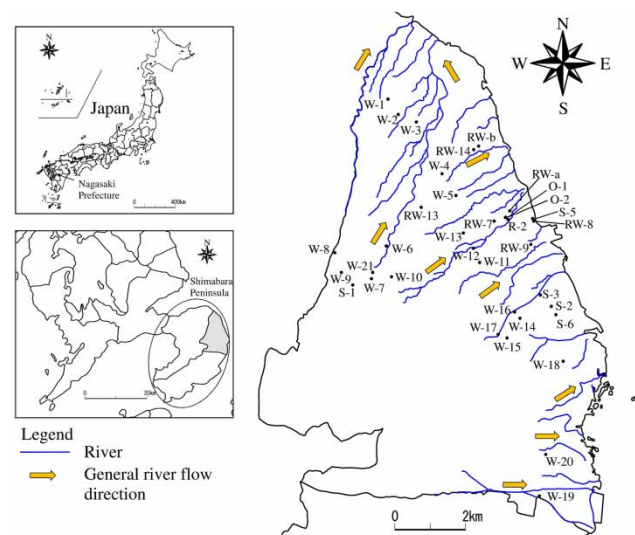 N
Japan
Nagasaki
Prefecture
0
400km
N
Shimabara
Peninsula
0
20km
Legend
River
General river flow
direction
N
W
E
S
W-1
W-2
W-3
RW-b
RW-14
W-4
RW-a
O-1
O-2
W-5
RW-13
RW-7
R-2
S-5
RW-8
W-13
RW-9
W-8
W-6
W-12
W-11
W-21
W-9
W-7
W-10
S-1
S-3
S-2
W-16
W-14
S-6
W-17
W-15
W-18
W-20
W-19
0
2km